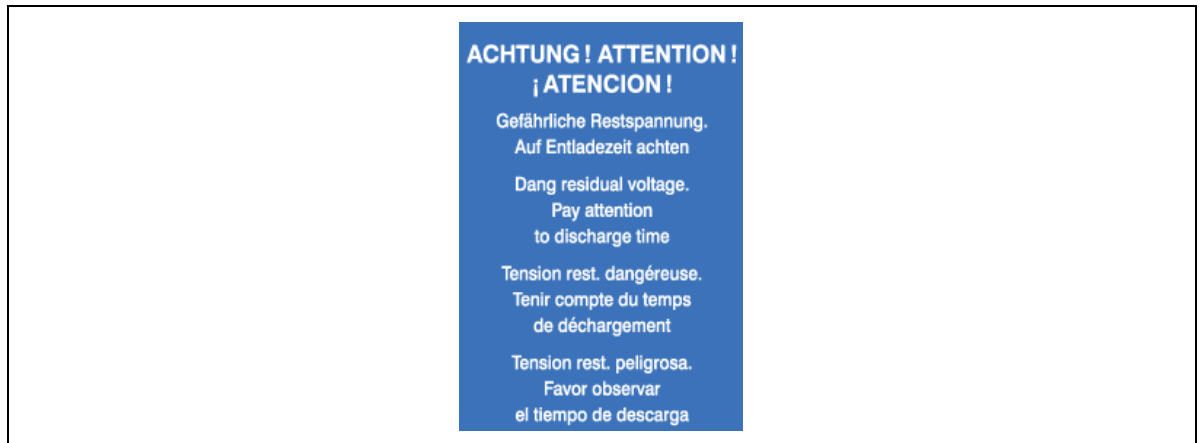 ACHTUNG ! ATTENTION !
¡ ATENCION !
Gefährliche Restspannung.
Auf Entladezeit achten
Dang residual voltage.
Pay attention
to discharge time
Tension rest. dangéreuse.
Tenir compte du temps
de déchargement
Tension rest. peligrosa.
Favor observar
el tiempo de descarga